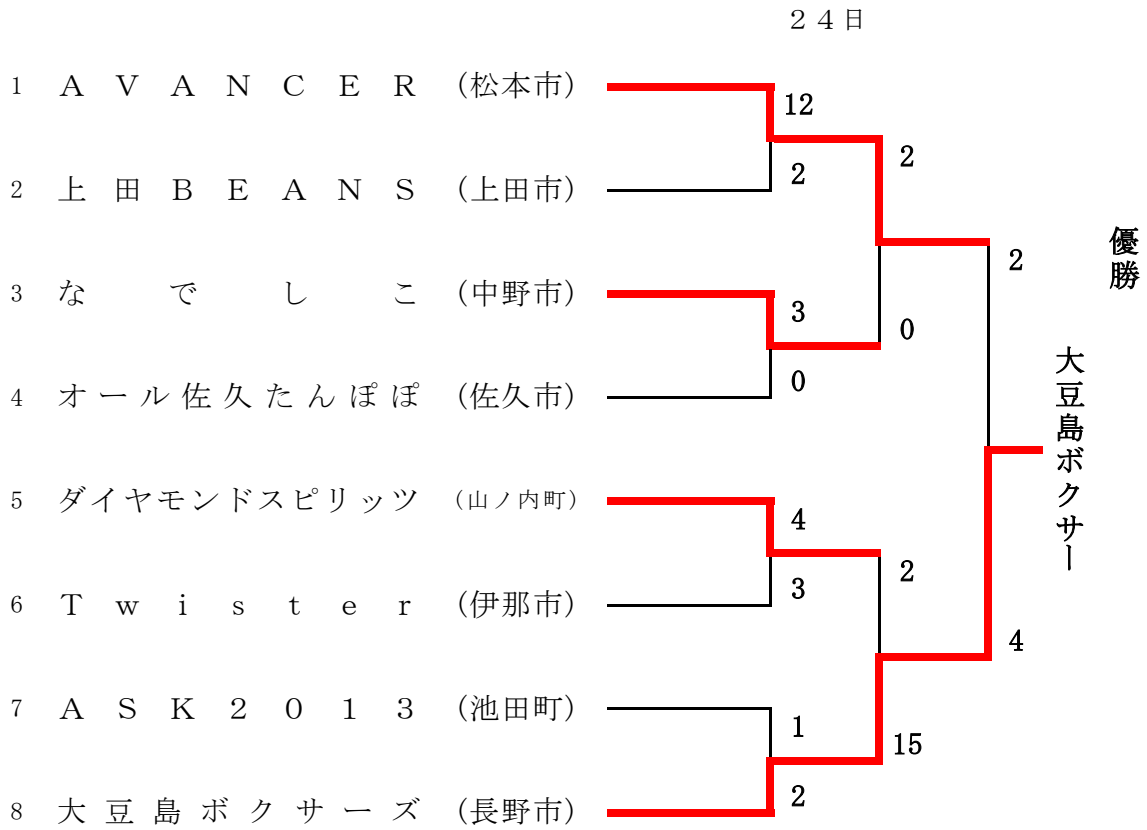 ２４日
1 ＡＶＡＮＣＥＲ (松本市)
12
2 上田ＢＥＡＮＳ (上田市)
2
2
3 なでしこ (中野市)
3
0
4 オール佐久たんぽぽ (佐久市)
0
2
5 ダイヤモンドスピリッツ (山ノ内町)
4
6 Ｔｗｉｓｔｅｒ (伊那市)
3
2
7 ＡＳＫ２０１３ (池田町)
1
15
8 大豆島ボクサーズ (長野市)
2
4
優勝
大豆島ボクサー